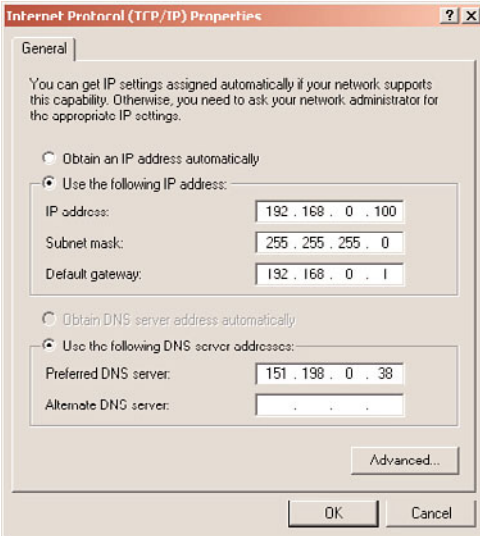 Internet Protocol (TCP/IP) Properties
General
You can get IP settings assigned automatically if your network supports
this capability. Otherwise, you need to ask your network administrator for
the appropriate IP settings.
Obtain an IP address automatically
Use the following IP address:
IP address: 192 . 168 . 0 . 100
Subnet mask: 255 . 255 . 255 . 0
Default gateway: 192 . 168 . 0 . 1
Obtain DNS server address automatically
Use the following DNS server addresses:
Preferred DNS server: 151 . 198 . 0 . 38
Alternate DNS server: . . .
Advanced...
OK Cancel